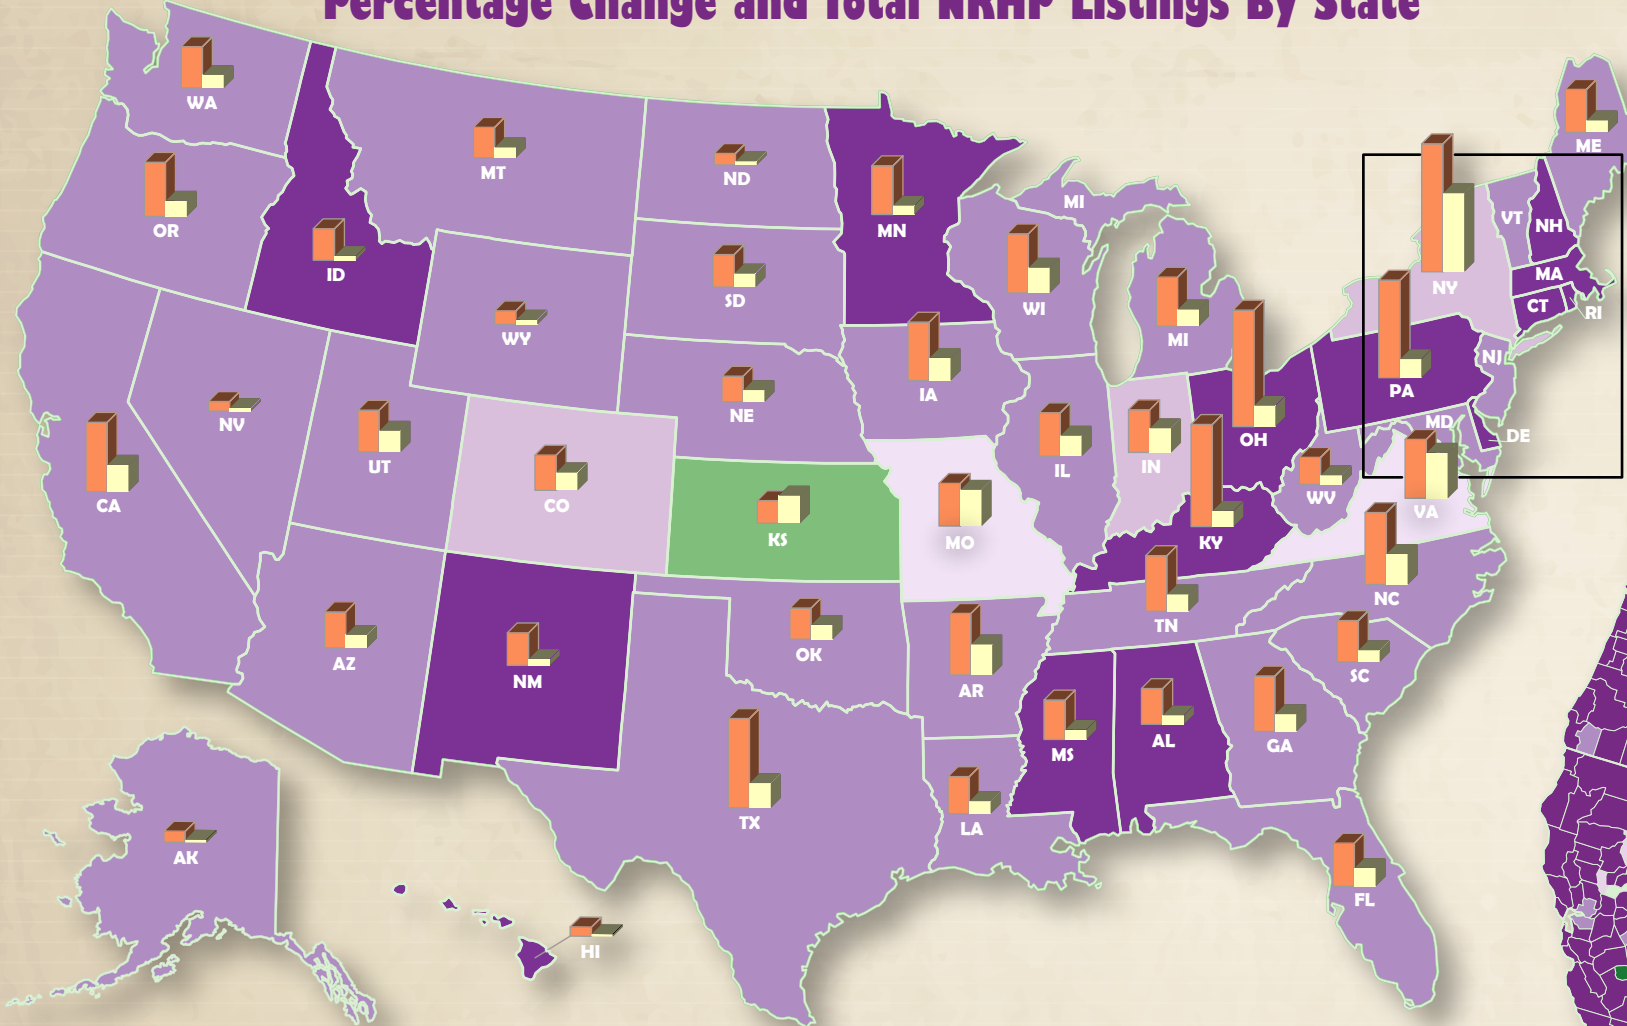 Percentage Change and Total NRHP Listings By State
WA
ME
MT
ND
OR
MI
VT
NH
MN
ID
MA
NY
SD
WI
CT
RI
WY
MI
NJ
IA
PA
NE
NV
MD
UT
OH
DE
IL
IN
WV
CA
CO
VA
KS
MO
KY
NC
TN
AZ
OK
SC
NM
AR
AL
GA
MS
TX
LA
AK
FL
HI